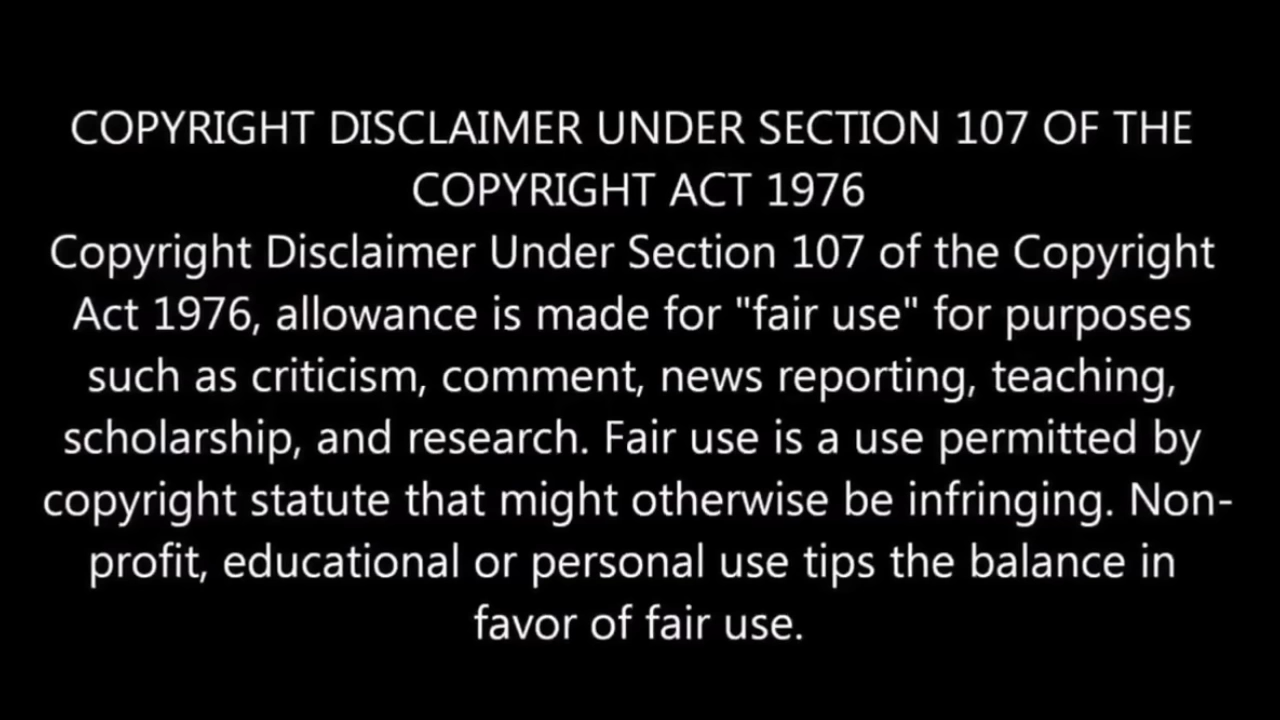 COPYRIGHT DISCLAIMER UNDER SECTION 107 OF THE
COPYRIGHT ACT 1976
Copyright Disclaimer Under Section 107 of the Copyright
Act 1976, allowance is made for "fair use" for purposes
such as criticism, comment, news reporting, teaching,
scholarship, and research. Fair use is a use permitted by
copyright statute that might otherwise be infringing. Non-
profit, educational or personal use tips the balance in
favor of fair use.